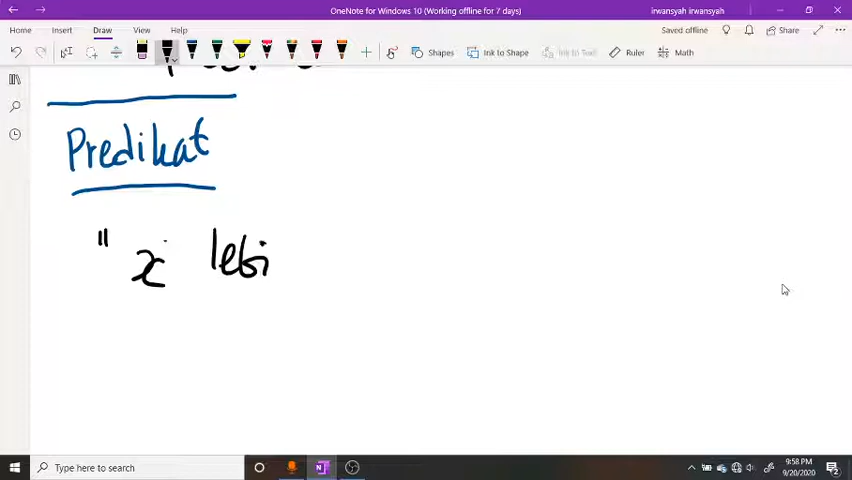 OneNote for Windows 10 (Working offline for 7 days)
irwansyah irwansyah
Home Insert Draw View Help
Saved offline
Share
Shapes Ink to Shape Ink to Text Ruler Math
Predikat
" x lebi
Type here to search
9:58 PM
9/20/2020
2